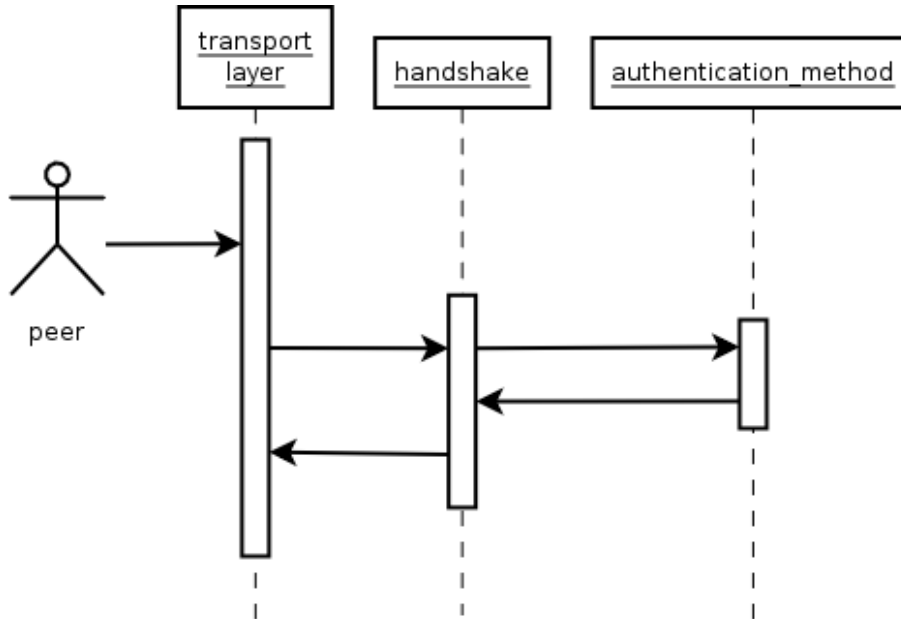 transport
layer
handshake
authentication_method
peer